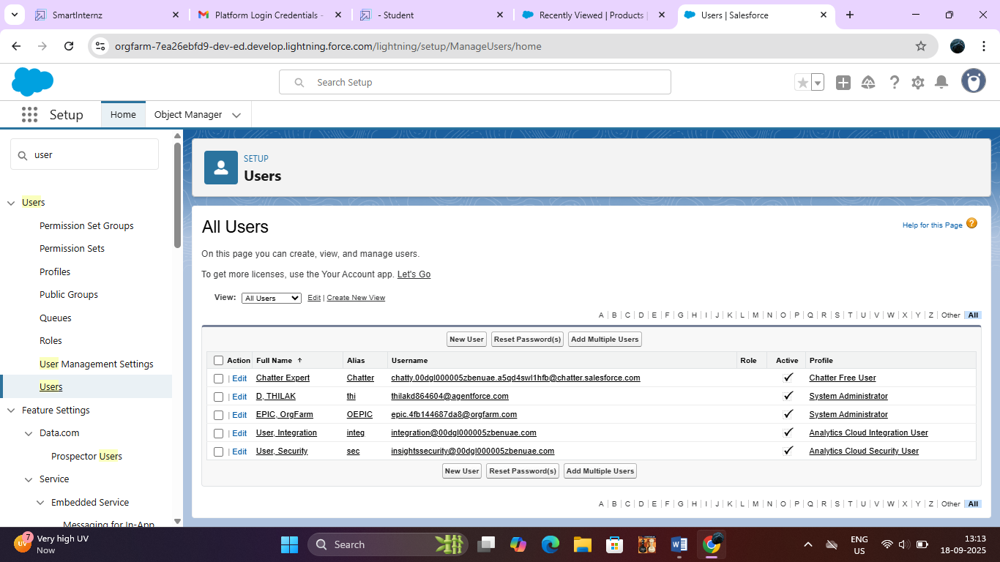 SmartInternz
Platform Login Credentials -
- Student
Recently Viewed | Products |
Users | Salesforce
orgfarm-7ea26ebfd9-dev-ed.develop.lightning.force.com/lightning/setup/ManageUsers/home
Search Setup
Setup
Home
Object Manager
user
Users
Permission Set Groups
Permission Sets
Profiles
Public Groups
Queues
Roles
User Management Settings
Users
Feature Settings
Data.com
Prospector Users
Service
Embedded Service
Messaging for In-App
SETUP
Users
All Users
Help for this Page ?
On this page you can create, view, and manage users.
To get more licenses, use the Your Account app. Let's Go
View: All Users Edit | Create New View
A | B | C | D | E | F | G | H | I | J | K | L | M | N | O | P | Q | R | S | T | U | V | W | X | Y | Z | Other All
New User Reset Password(s) Add Multiple Users
Action Full Name ↑ Alias Username Role Active Profile
| Edit Chatter Expert Chatter chatty.00dgl000005zbenuae.a5qd4swl1hfb@chatter.salesforce.com ✓ Chatter Free User
| Edit D, THILAK thi thilakd864604@agentforce.com ✓ System Administrator
| Edit EPIC, OrgFarm OEPIC epic.4fb144687da8@orgfarm.com ✓ System Administrator
| Edit User, Integration integ integration@00dgl000005zbenuae.com ✓ Analytics Cloud Integration User
| Edit User, Security sec insightssecurity@00dgl000005zbenuae.com ✓ Analytics Cloud Security User
New User Reset Password(s) Add Multiple Users
A | B | C | D | E | F | G | H | I | J | K | L | M | N | O | P | Q | R | S | T | U | V | W | X | Y | Z | Other All
UV
7
Very high UV
Now
Search
ENG
US
13:13
18-09-2025